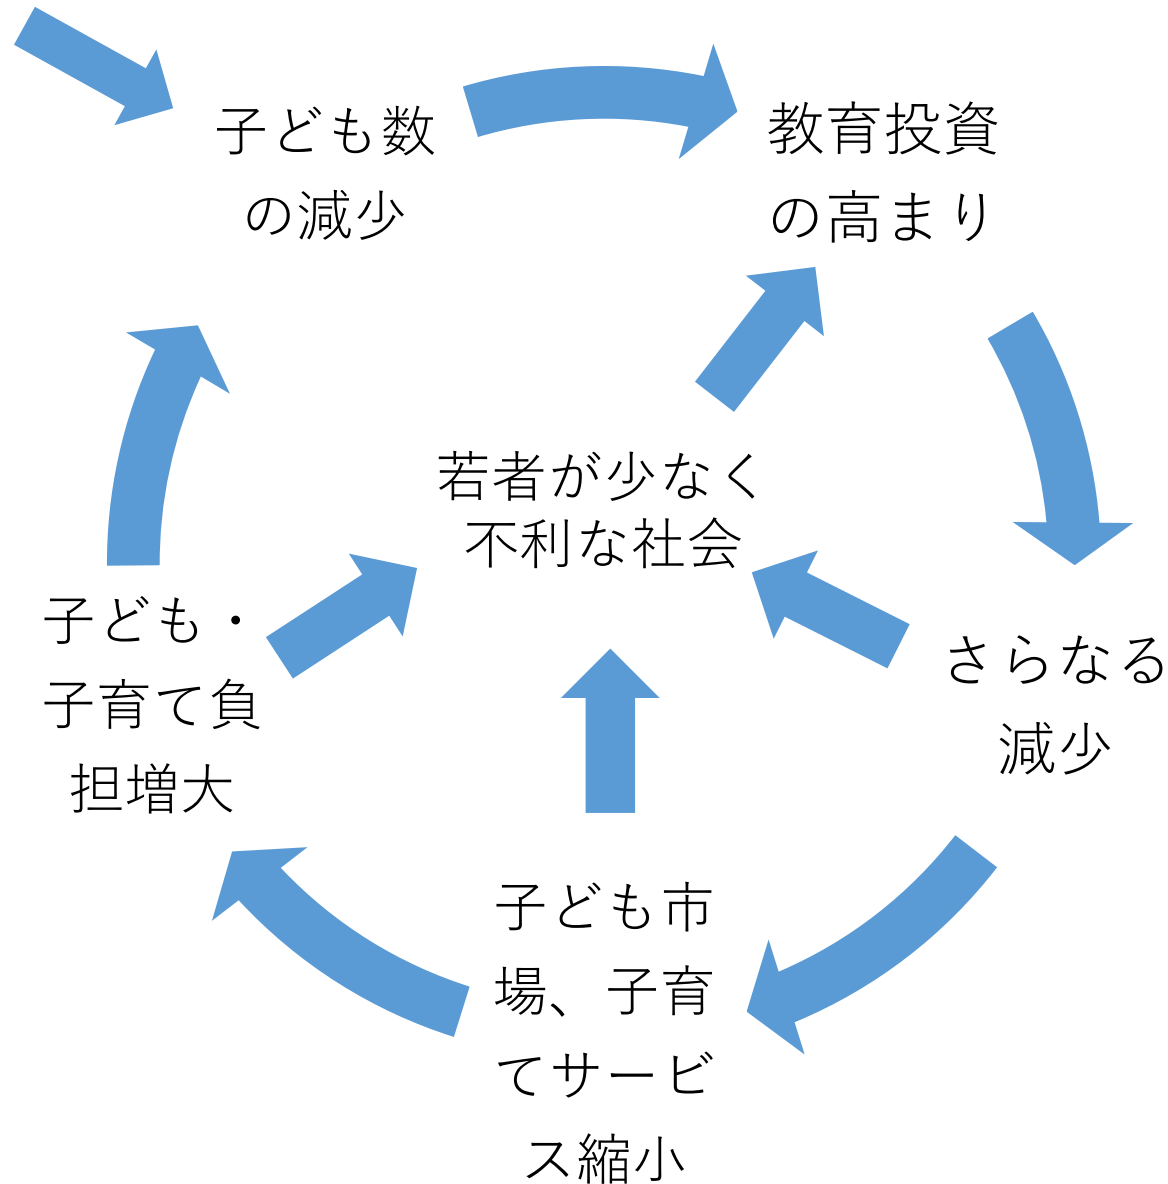 子ども数
の減少
教育投資
の高まり
若者が少なく
不利な社会
さらなる
減少
子ども・
子育て負
担増大
子ども市
場、子育
てサービ
ス縮小